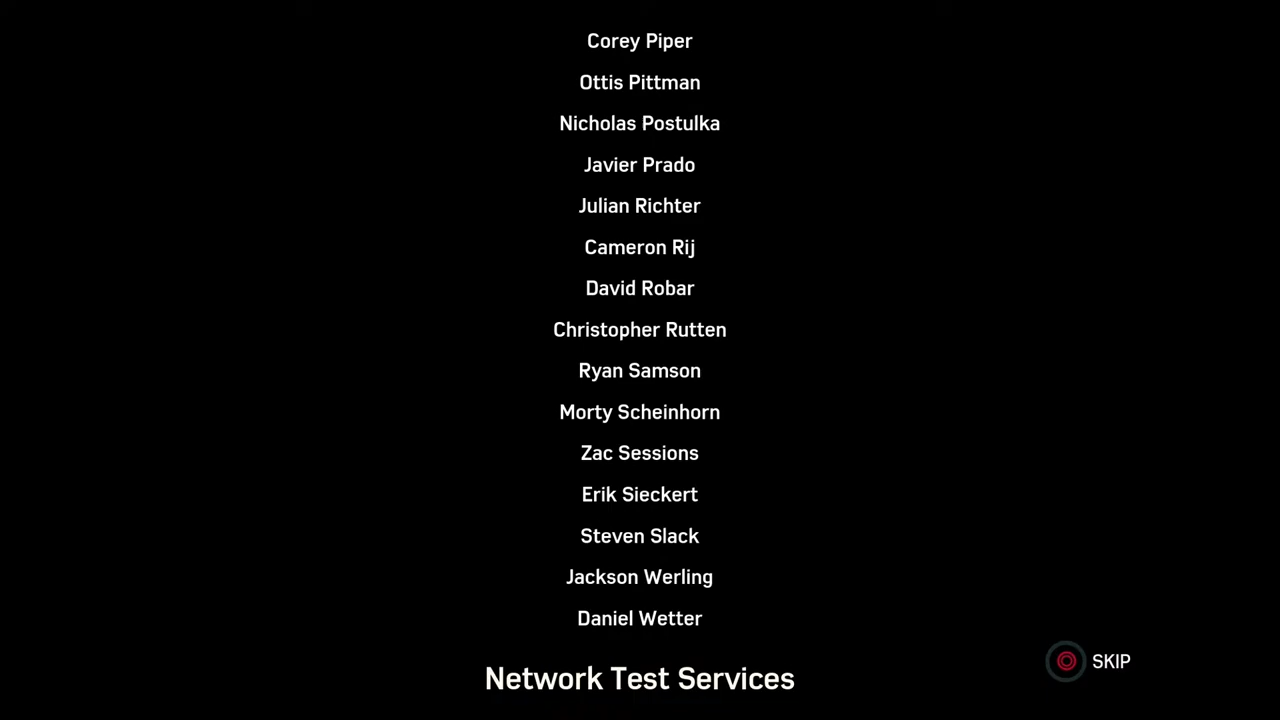 Corey Piper
Ottis Pittman
Nicholas Postulka
Javier Prado
Julian Richter
Cameron Rij
David Robar
Christopher Rutten
Ryan Samson
Morty Scheinhorn
Zac Sessions
Erik Sieckert
Steven Slack
Jackson Werling
Daniel Wetter
SKIP
Network Test Services